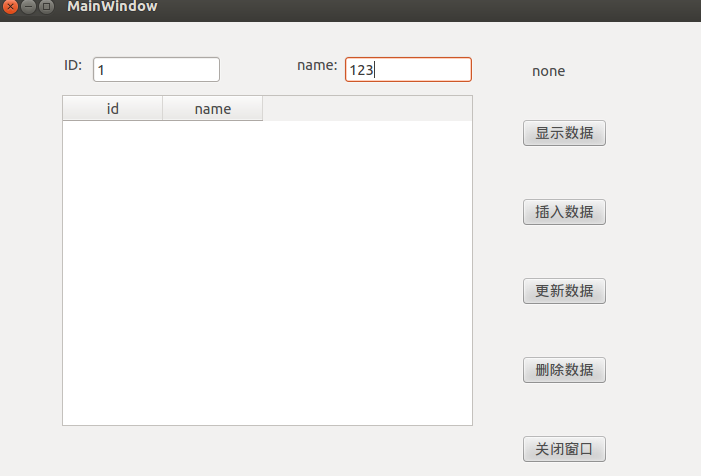 MainWindow
ID: 1 name: 123 none
id name
显示数据
插入数据
更新数据
删除数据
关闭窗口